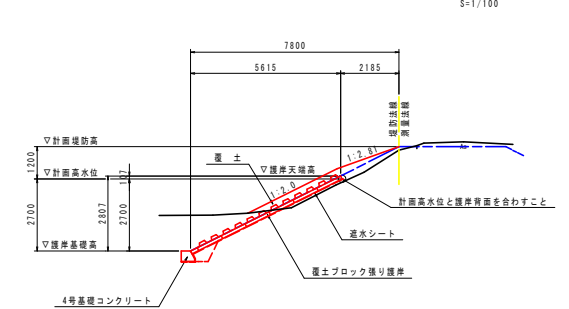 S=1/100
7800
5615
2185
堤防法線
測量法線
▽計画堤防高
1:2.81
覆 土
▽護岸天端高
1200
▽計画高水位
107
1:2.0
計画高水位と護岸背面を合わすこと
2700
2807
2700
遮水シート
▽護岸基礎高
覆土ブロック張り護岸
4号基礎コンクリート